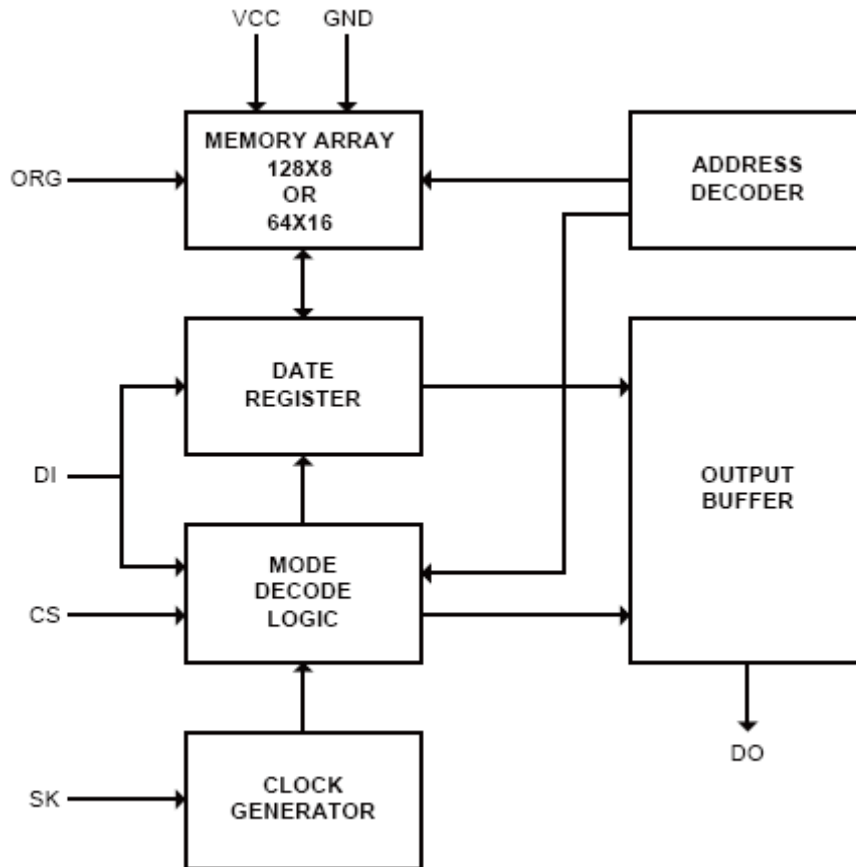 VCC
GND
MEMORY ARRAY
128X8
OR
64X16
ORG
ADDRESS
DECODER
DATE
REGISTER
DI
OUTPUT
BUFFER
MODE
DECODE
LOGIC
CS
DO
CLOCK
GENERATOR
SK